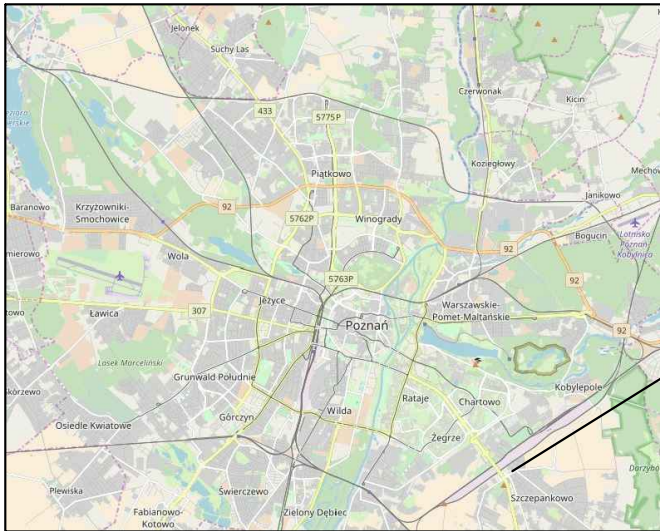 Jelonek
Suchy Las
Czerwonak
Kicin
433
5775P
Koziegłowy
Piątkowo
Mechow
Janikowo
Baranowo
Krzyżowniki-
Smochowice
92
5762P
Winogrady
Lotnisko
Poznań
Kobylnica
Bogucin
92
92
Wola
5763P
Ławica
307
Jeżyce
Warszawskie-
Pomet-Maltańskie
Poznań
92
Lasek Marceliński
Grunwald Południe
Kobylepole
Skórzewo
Wilda
Rataje
Chartowo
Osiedle Kwiatowe
Górczyn
Żegrze
Plewiska
Świerczewo
Szczepankowo
Fabianowo-
Kotowo
Zielony Dębiec